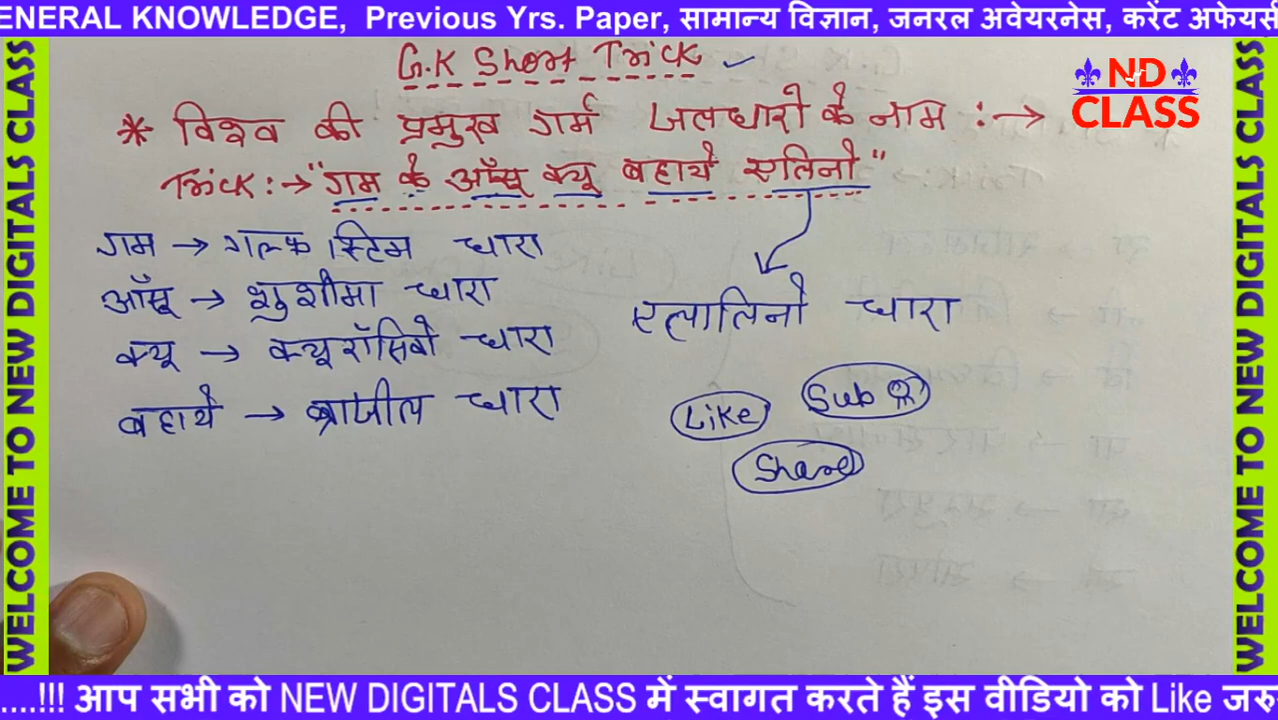 ENERAL KNOWLEDGE, Previous Yrs. Paper, सामान्य विज्ञान, जनरल अवेयरनेस, करेंट अफेयर्स
G.K Short Trick
ND
CLASS
* विश्व की प्रमुख गर्म जलधारो के नाम :→
Trick :→ "गम के आँसू क्यू बहाये एलिनो"
गम → गल्फ स्टिम धारा
आँसू → शुशीमा धारा
क्यू → क्यूरॉसिवो धारा
बहाये → ब्राजील धारा
एलालिनो धारा
Like
Sub
Share
WELCOME TO NEW DIGITALS CLASS
WELCOME TO NEW DIGITALS CLASS
....!!! आप सभी को NEW DIGITALS CLASS में स्वागत करते हैं इस वीडियो को Like जरु